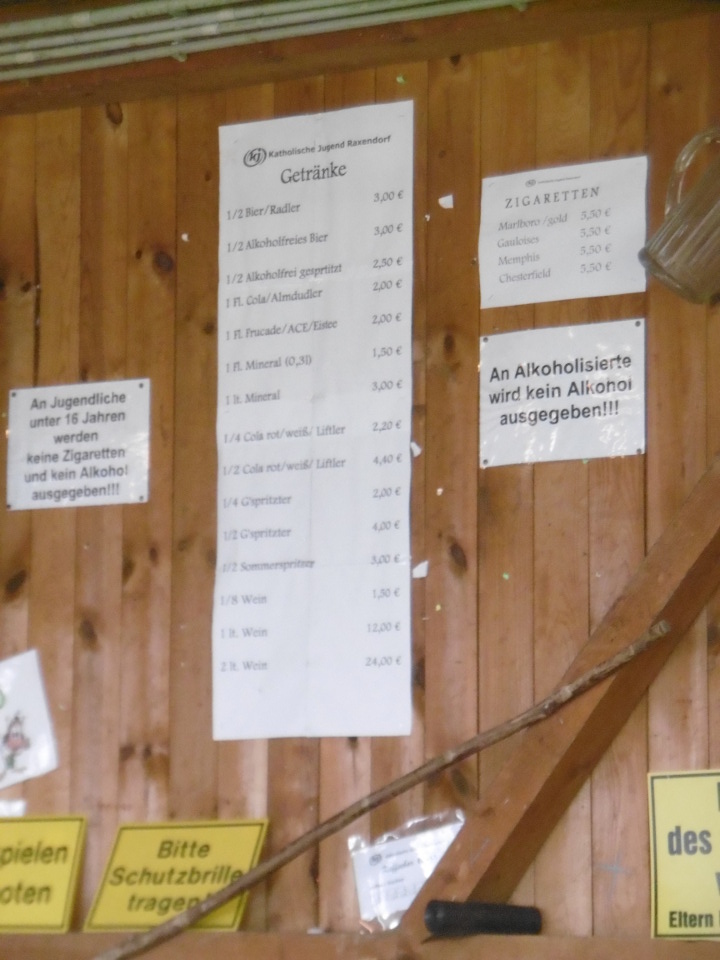 kj Katholische Jugend Raxendorf
Getränke
1/2 Bier/Radler 3,00 €
1/2 Alkoholfreies Bier 3,00 €
1/2 Alkoholfrei gespritzt 2,50 €
1 Fl. Cola/Almdudler 2,00 €
1 Fl. Frucade/ACE/Eistee 2,00 €
1 Fl. Mineral (0,3l) 1,50 €
1 lt. Mineral 3,00 €
1/4 Cola rot/weiß/ Liftler 2,20 €
1/2 Cola rot/weiß/ Liftler 4,40 €
1/4 G'spritzter 2,00 €
1/2 G'spritzter 4,00 €
1/2 Sommerspritzer 3,00 €
1/8 Wein 1,50 €
1 lt. Wein 12,00 €
2 lt. Wein 24,00 €
ZIGARETTEN
Marlboro /gold 5,50 €
Gauloises 5,50 €
Memphis 5,50 €
Chesterfield 5,50 €
An Alkoholisierte
wird kein Alkohol
ausgegeben!!!
An Jugendliche
unter 16 Jahren
werden
keine Zigaretten
und kein Alkohol
ausgegeben!!!
pielen
oten
Bitte
Schutzbrille
tragen
des
Eltern